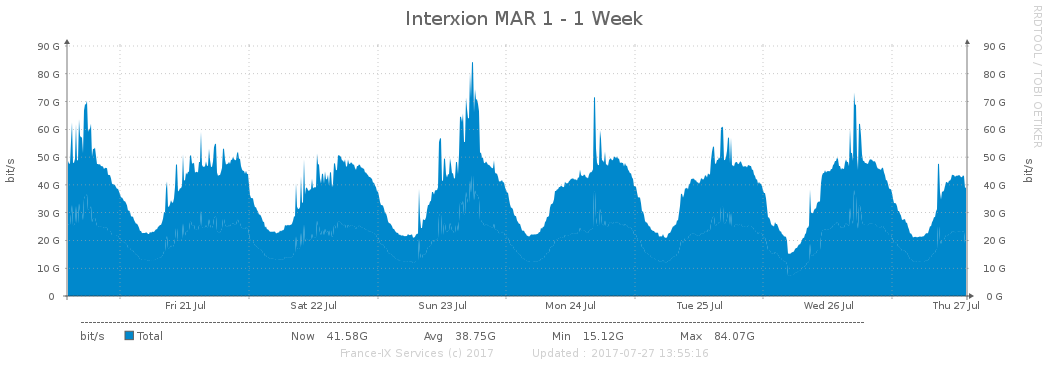 Interxion MAR 1 - 1 Week
RRDTOOL / TOBI OETIKER
bit/s
90 G
80 G
70 G
60 G
50 G
40 G
30 G
20 G
10 G
0
90 G
80 G
70 G
60 G
50 G
40 G
30 G
20 G
10 G
0 G
bit/s
Fri 21 Jul Sat 22 Jul Sun 23 Jul Mon 24 Jul Tue 25 Jul Wed 26 Jul Thu 27 Jul
bit/s Total Now 41.58G Avg 38.75G Min 15.12G Max 84.07G
France-IX Services (c) 2017 Updated : 2017-07-27 13:55:16